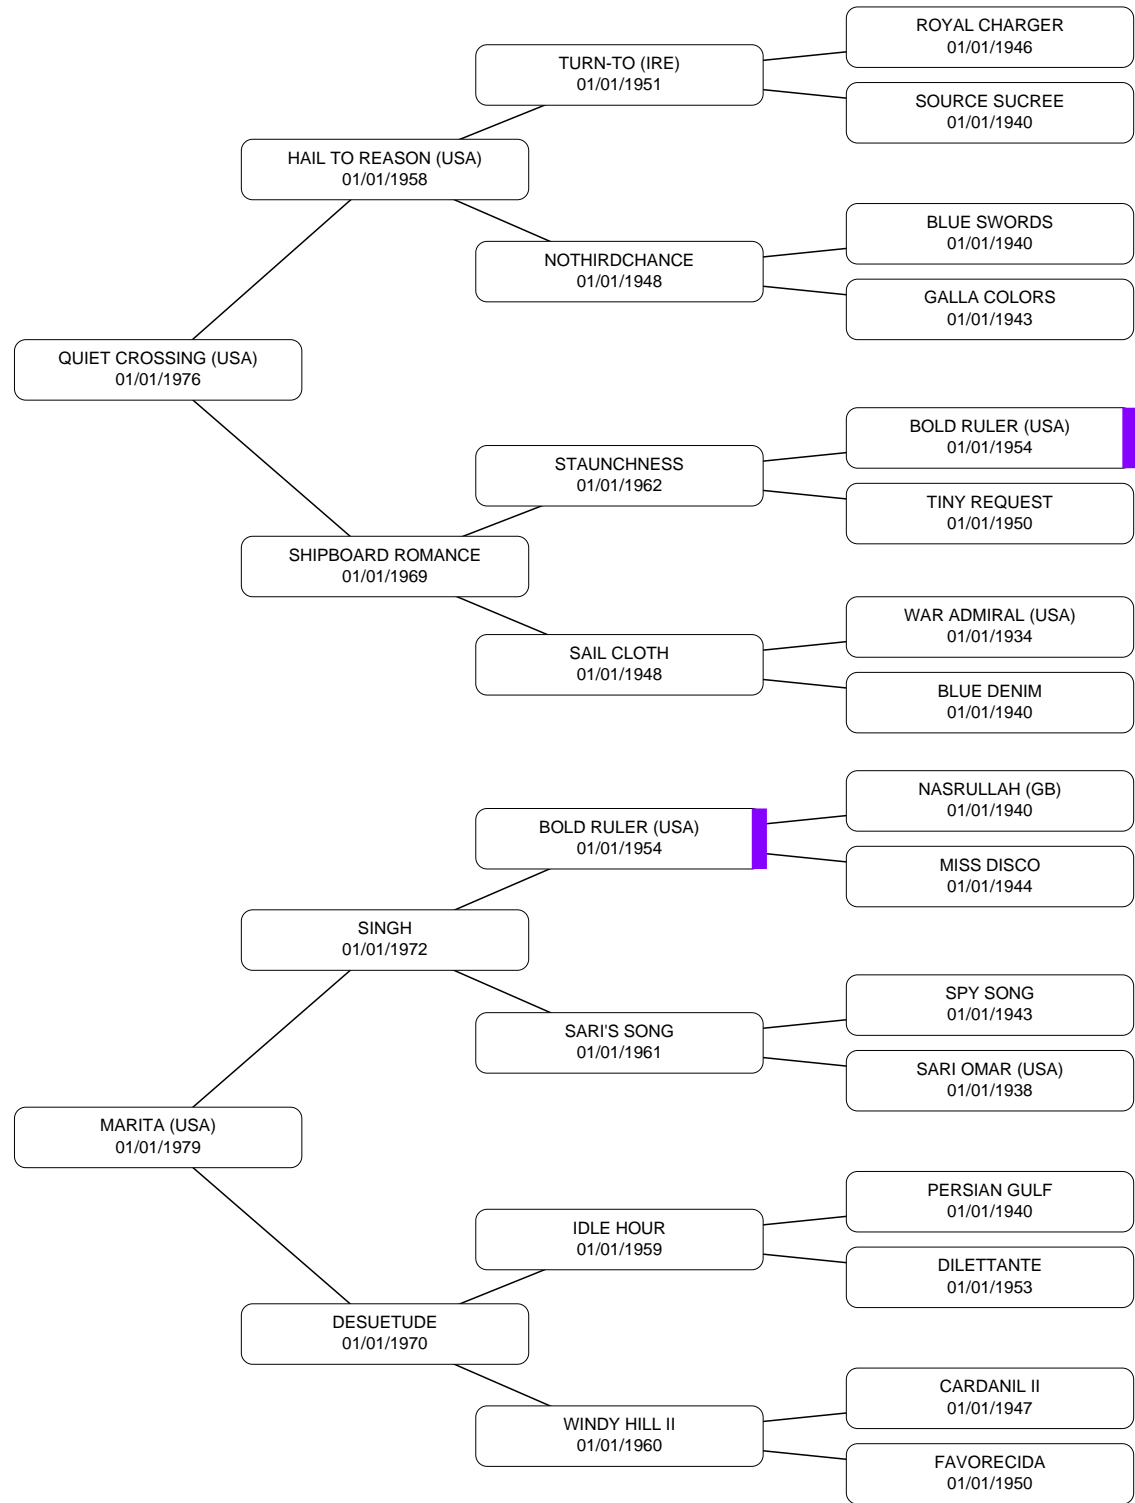 ROYAL CHARGER
01/01/1946
TURN-TO (IRE)
01/01/1951
SOURCE SUCREE
01/01/1940
HAIL TO REASON (USA)
01/01/1958
BLUE SWORDS
01/01/1940
NOTHIRDCHANCE
01/01/1948
GALLA COLORS
01/01/1943
QUIET CROSSING (USA)
01/01/1976
BOLD RULER (USA)
01/01/1954
STAUNCHNESS
01/01/1962
TINY REQUEST
01/01/1950
SHIPBOARD ROMANCE
01/01/1969
WAR ADMIRAL (USA)
01/01/1934
SAIL CLOTH
01/01/1948
BLUE DENIM
01/01/1940
NASRULLAH (GB)
01/01/1940
BOLD RULER (USA)
01/01/1954
MISS DISCO
01/01/1944
SINGH
01/01/1972
SPY SONG
01/01/1943
SARI'S SONG
01/01/1961
SARI OMAR (USA)
01/01/1938
MARITA (USA)
01/01/1979
PERSIAN GULF
01/01/1940
IDLE HOUR
01/01/1959
DILETTANTE
01/01/1953
DESUETUDE
01/01/1970
CARDANIL II
01/01/1947
WINDY HILL II
01/01/1960
FAVORECIDA
01/01/1950